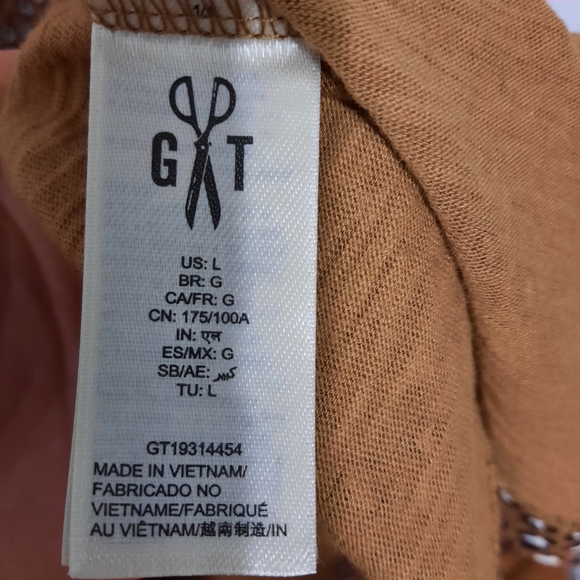 G T
US: L
BR: G
CA/FR: G
CN: 175/100A
IN: एल
ES/MX: G
SB/AE: كبير
TU: L
GT19314454
MADE IN VIETNAM/
FABRICADO NO
VIETNAME/FABRIQUÉ
AU VIÊTNAM/越南制造/IN